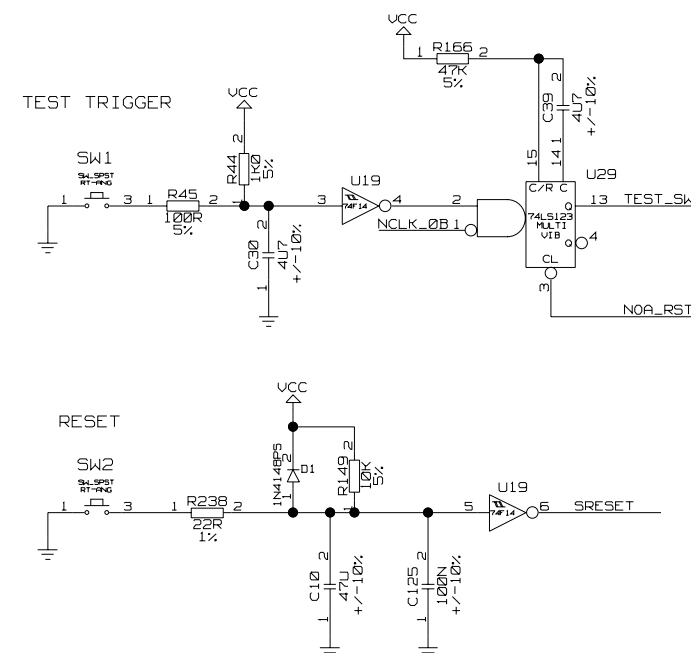 VCC
R166
1 2
47K
5%
C39
2
1
4U7
+/-10%
15
14
TEST TRIGGER
VCC
2
R44
1K0
5%
1
SW1
SW_SPST
RT-ANG
1 3
R45
1 2
100R
5%
C30
2
1
4U7
+/-10%
U19
3 4
74F14
2
NCLK_0B 1
U29
C/R C
74LS123
MULTI
VIB
Q 13 TEST_SW
Q 4
CL
3
NOA_RST
RESET
VCC
SW2
SW_SPST
RT-ANG
1 3
R238
1 2
22R
1%
1N4148PS
2
1
D1
R149
2
1
10K
5%
C10
2
1
47U
+/-10%
C125
2
1
100N
+/-10%
U19
5 6
74F14
SRESET